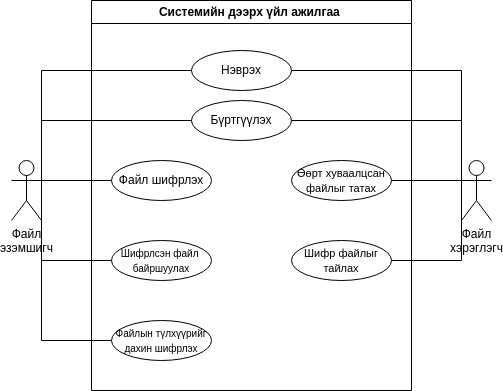 Системийн дээрх үйл ажилгаа
Нэврэх
Бүртгүүлэх
Файл шифрлэх
Өөрт хуваалцсан
файлыг татах
Файл
эзэмшигч
Файл
хэрэглэгч
Шифрлсэн файл
байршуулах
Шифр файлыг
тайлах
Файлын түлхүүрийг
дахин шифрлэх